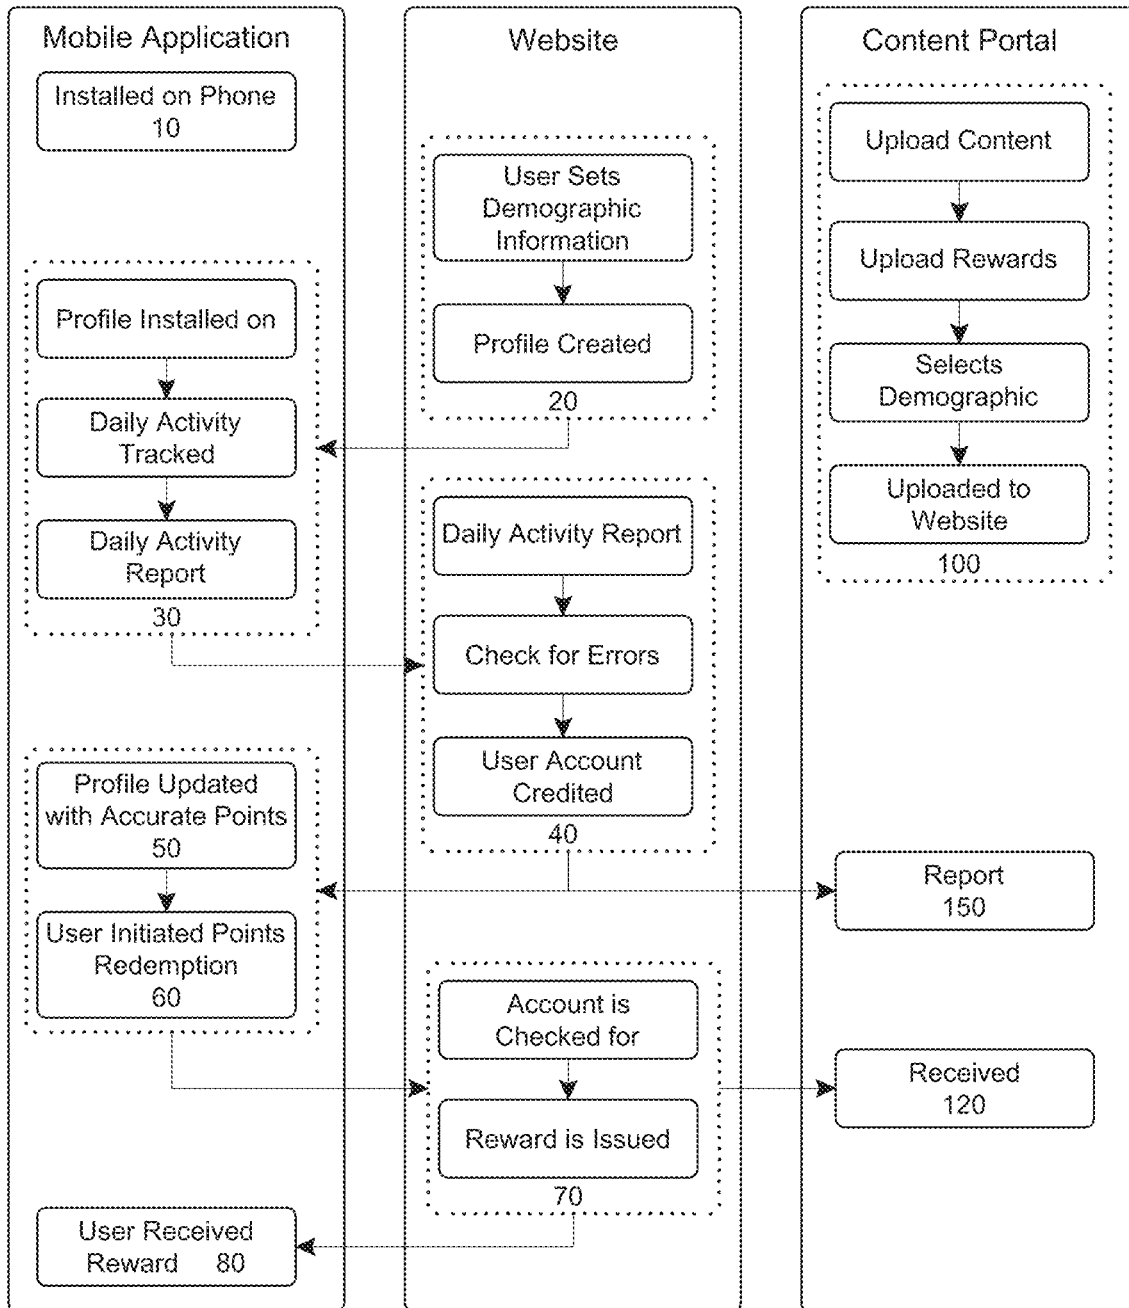 Mobile Application
Installed on Phone
10
Profile Installed on
Daily Activity
Tracked
Daily Activity
Report
30
Profile Updated
with Accurate Points
50
User Initiated Points
Redemption
60
User Received
Reward 80
Website
User Sets
Demographic
Information
Profile Created
20
Daily Activity Report
Check for Errors
User Account
Credited
40
Account is
Checked for
Reward is Issued
70
Content Portal
Upload Content
Upload Rewards
Selects
Demographic
Uploaded to
Website
100
Report
150
Received
120